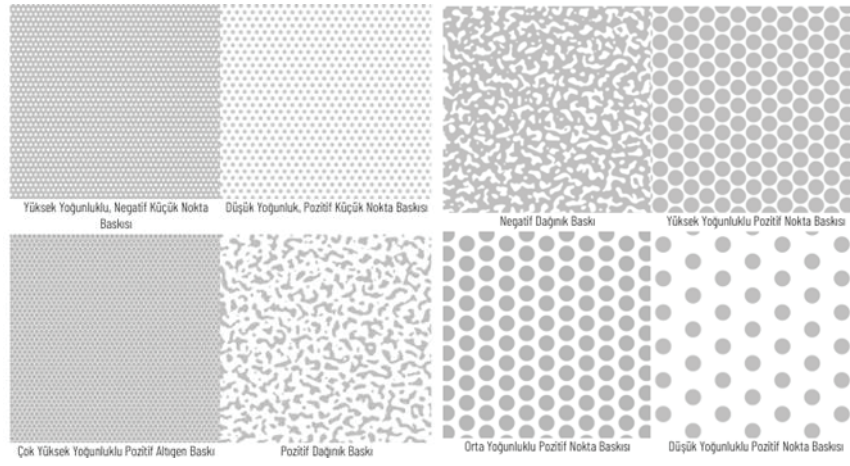 Yüksek Yoğunluklu, Negatif Küçük Nokta
Baskısı
Düşük Yoğunluk, Pozitif Küçük Nokta Baskısı
Negatif Dağınık Baskı
Yüksek Yoğunluklu Pozitif Nokta Baskısı
Çok Yüksek Yoğunluklu Pozitif Altıgen Baskı
Pozitif Dağınık Baskı
Orta Yoğunluklu Pozitif Nokta Baskısı
Düşük Yoğunluklu Pozitif Nokta Baskısı